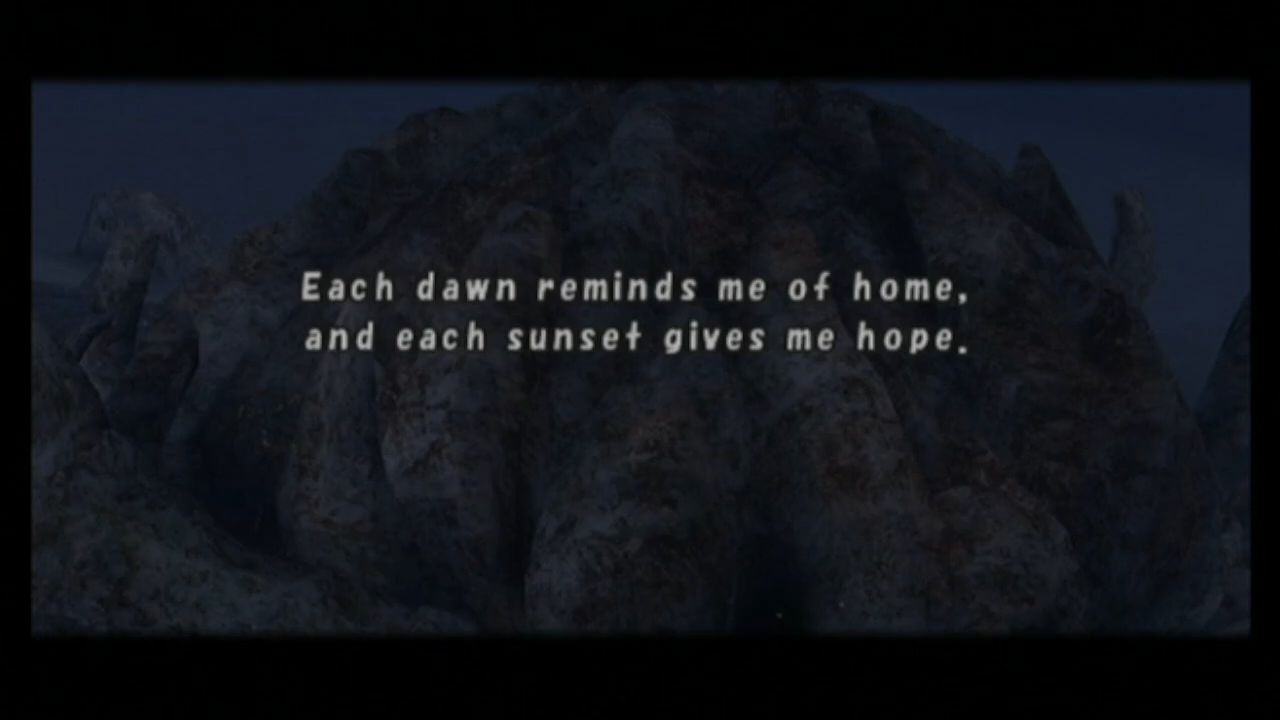 Each dawn reminds me of home,
and each sunset gives me hope.